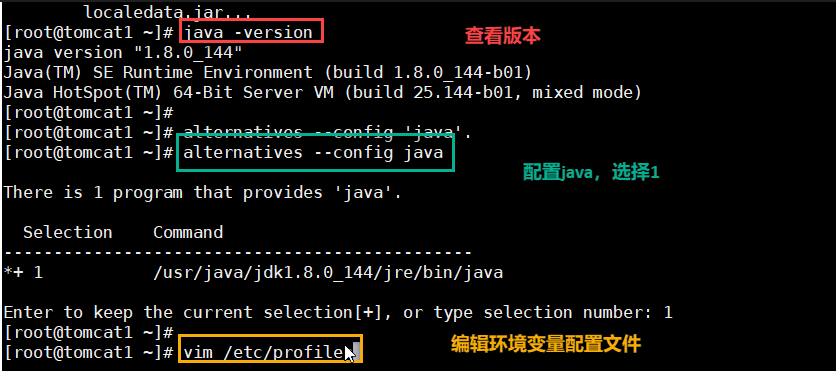 localedata.jar...
[root@tomcat1 ~]# java -version
查看版本
java version "1.8.0_144"
Java(TM) SE Runtime Environment (build 1.8.0_144-b01)
Java HotSpot(TM) 64-Bit Server VM (build 25.144-b01, mixed mode)
[root@tomcat1 ~]#
[root@tomcat1 ~]# alternatives --config 'java'.
[root@tomcat1 ~]# alternatives --config java
配置java，选择1
There is 1 program that provides 'java'.
Selection    Command
-----------------------------------------------
*+ 1           /usr/java/jdk1.8.0_144/jre/bin/java
Enter to keep the current selection[+], or type selection number: 1
[root@tomcat1 ~]#
[root@tomcat1 ~]# vim /etc/profile
编辑环境变量配置文件